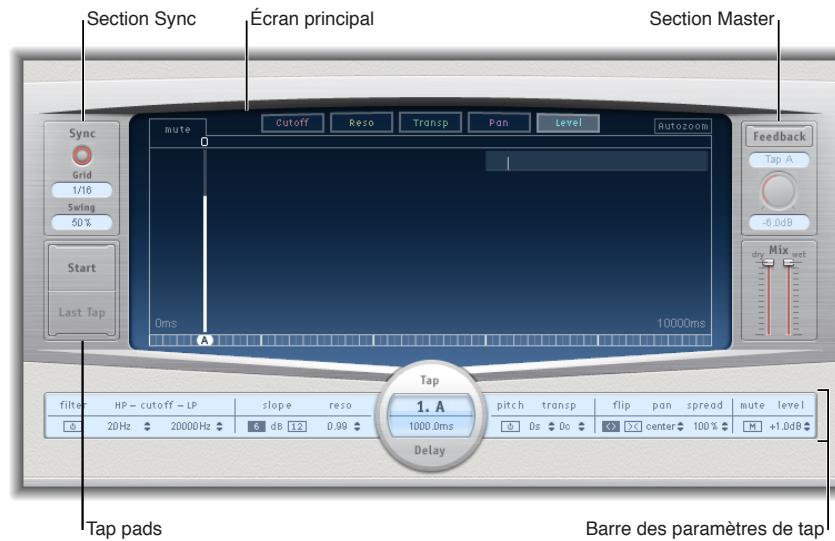 Section Sync
Écran principal
Section Master
mute
Cutoff
Reso
Transp
Pan
Level
Autozoom
Sync
Grid
1/16
Swing
50 %
Start
Last Tap
0ms
10000ms
A
Feedback
Tap A
-6.0dB
Mix
dry
wet
Tap
1. A
1000.0ms
Delay
filter HP – cutoff – LP slope reso
20Hz 20000Hz 6 dB 12 0.99
pitch transp flip pan spread mute level
0s 0c <> >< center 100% M +1.0dB
Tap pads
Barre des paramètres de tap